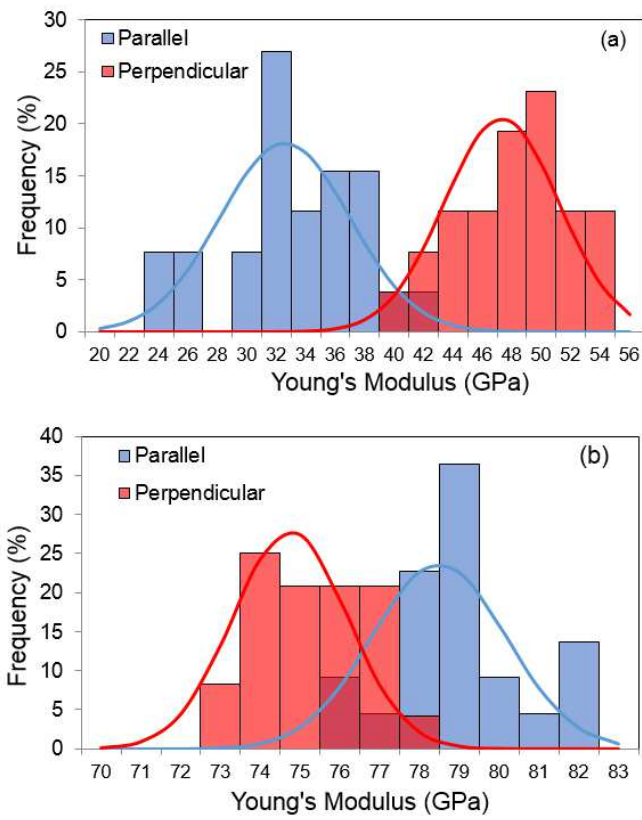 30
25
20
15
10
5
0
Frequency (%)
Parallel
Perpendicular
(a)
20 22 24 26 28 30 32 34 36 38 40 42 44 46 48 50 52 54 56
Young's Modulus (GPa)
40
35
30
25
20
15
10
5
0
Frequency (%)
Parallel
Perpendicular
(b)
70 71 72 73 74 75 76 77 78 79 80 81 82 83
Young's Modulus (GPa)